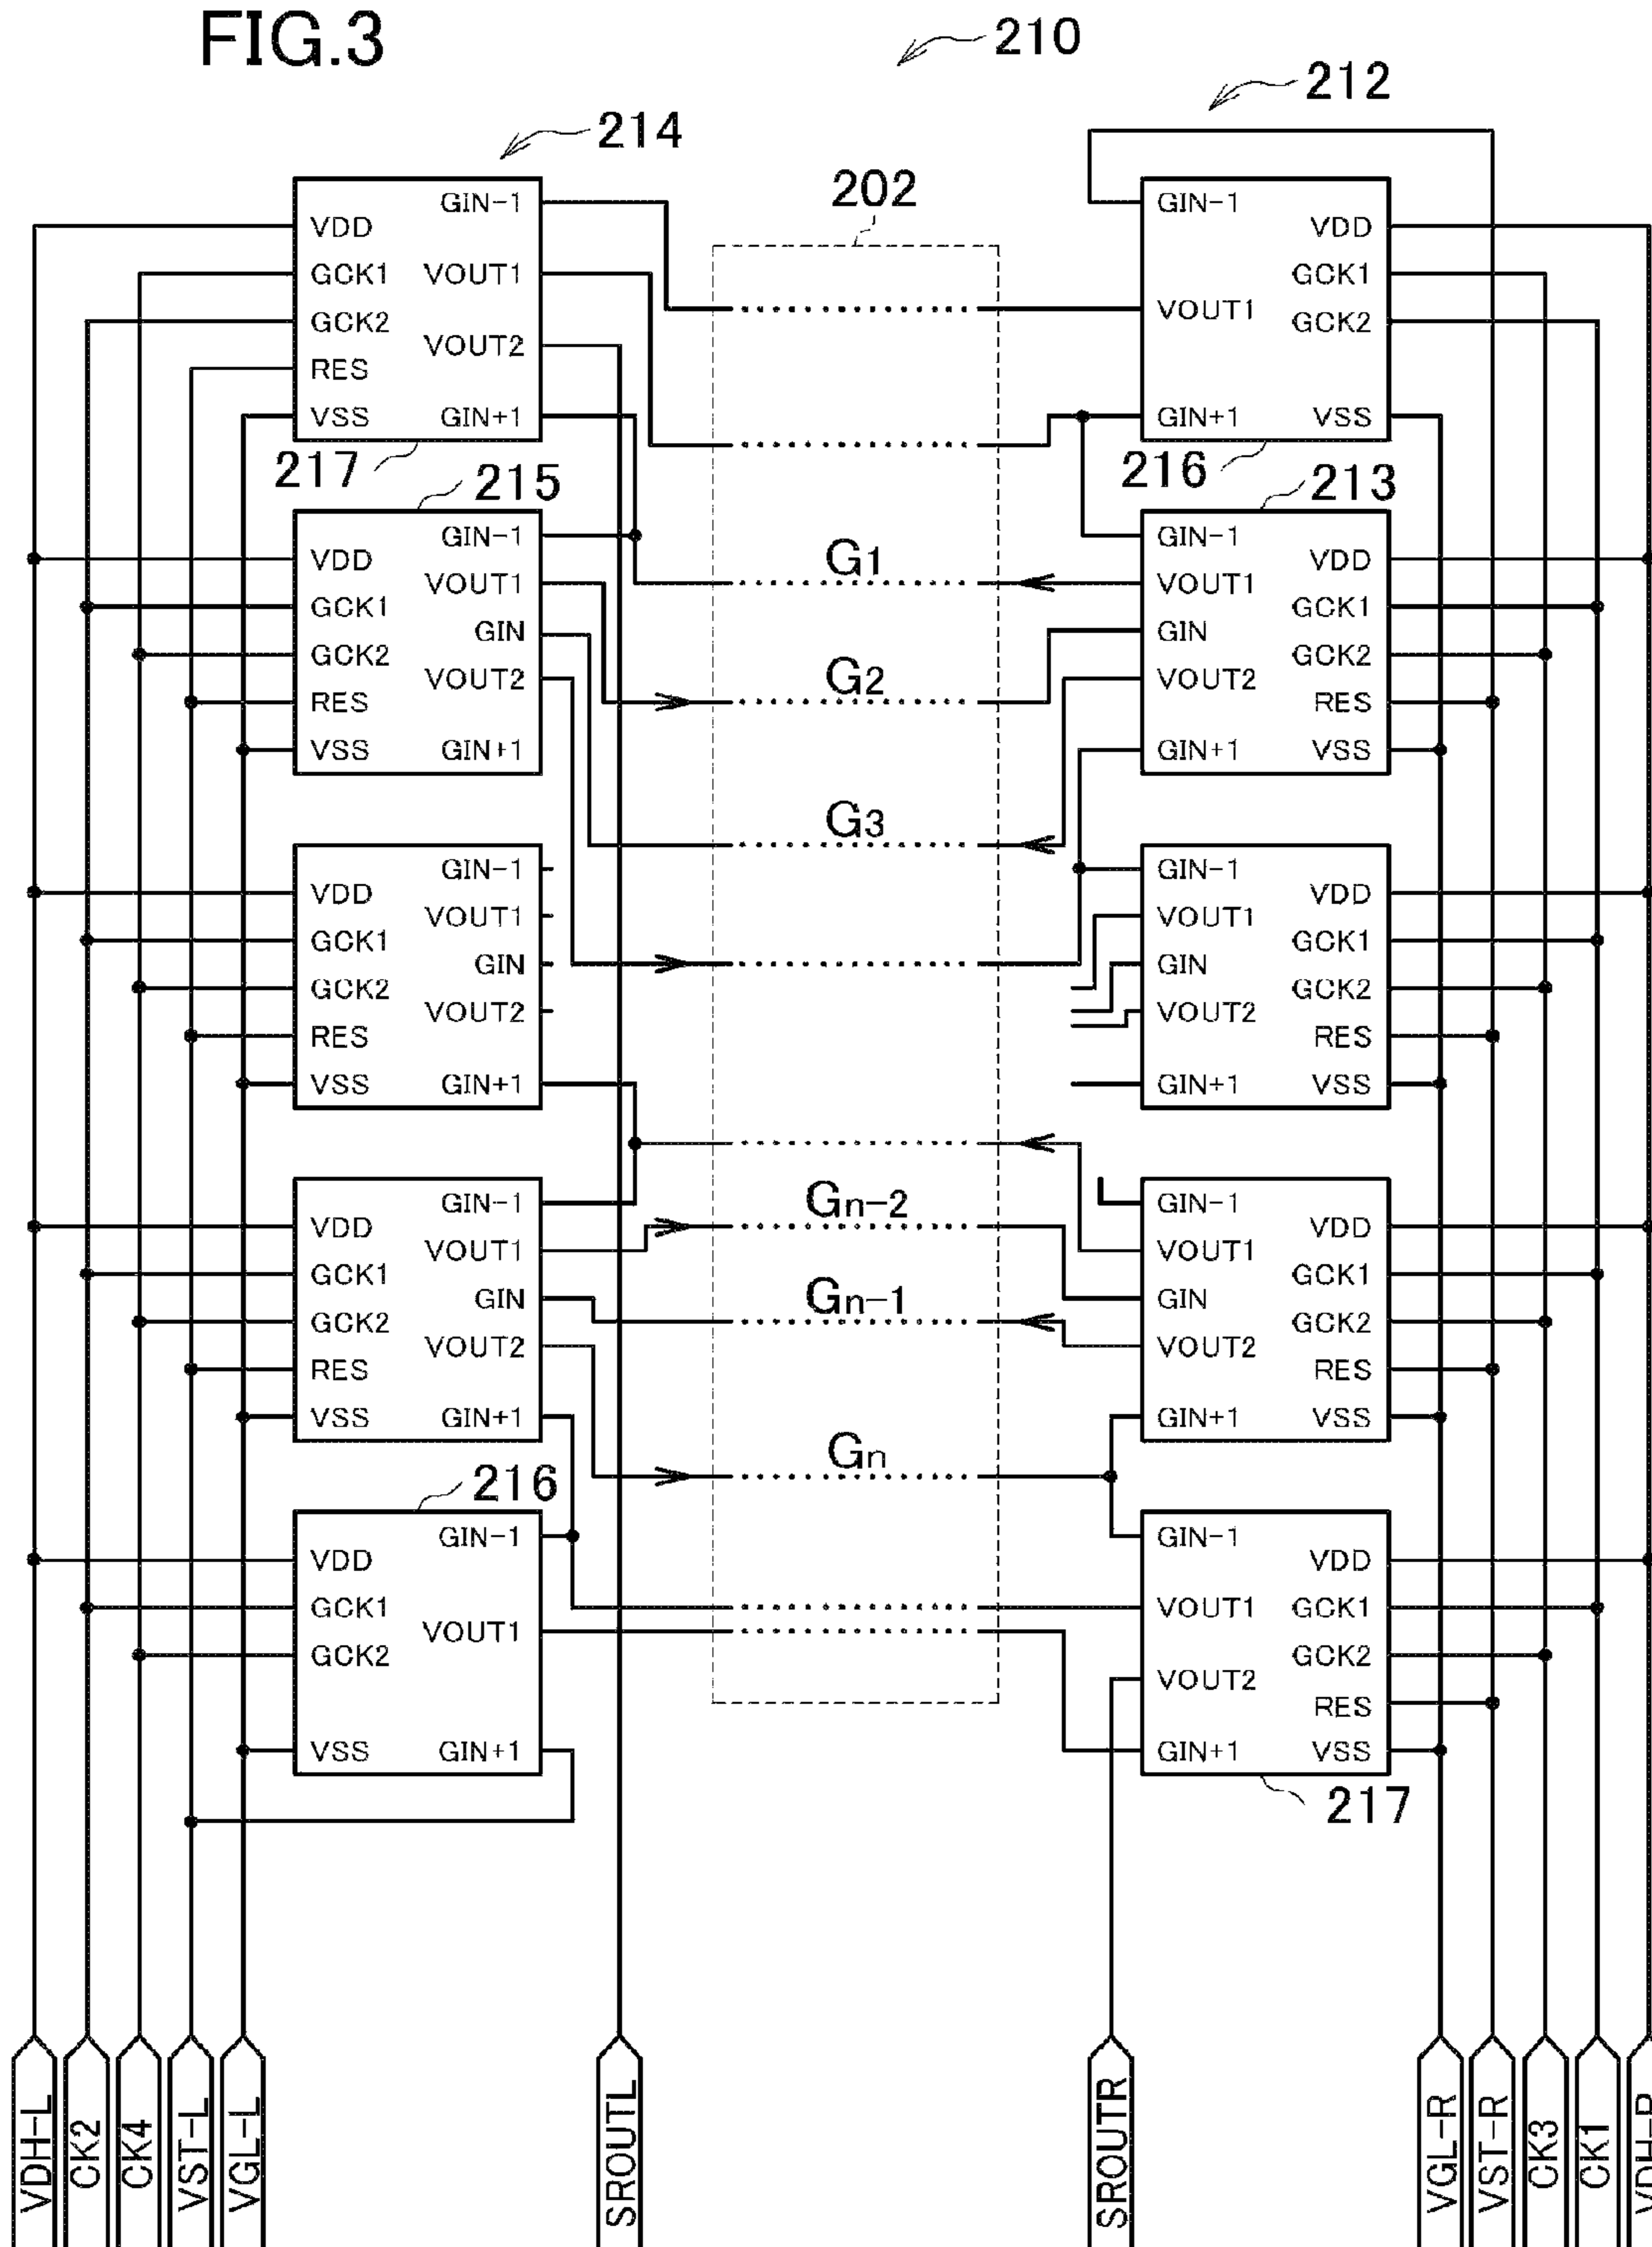 FIG.3
210
212
214
202
GIN-1
VDD
GCK1
VOUT1
GCK2
VOUT2
RES
VSS
GIN+1
217
GIN-1
VDD
GCK1
VOUT1
GCK2
GIN+1
VSS
216
215
GIN-1
VDD
VOUT1
GCK1
GIN
GCK2
VOUT2
RES
VSS
GIN+1
G1
G2
G3
213
GIN-1
VDD
VOUT1
GCK1
GIN
GCK2
VOUT2
RES
GIN+1
VSS
GIN-1
VDD
VOUT1
GCK1
GIN
GCK2
VOUT2
RES
VSS
GIN+1
GIN-1
VDD
VOUT1
GCK1
GIN
GCK2
VOUT2
RES
GIN+1
VSS
GIN-1
VDD
VOUT1
GCK1
GIN
GCK2
VOUT2
RES
VSS
GIN+1
Gn-2
Gn-1
Gn
GIN-1
VDD
VOUT1
GCK1
GIN
GCK2
VOUT2
RES
GIN+1
VSS
216
GIN-1
VDD
GCK1
VOUT1
GCK2
VSS
GIN+1
GIN-1
VDD
VOUT1
GCK1
GCK2
VOUT2
RES
GIN+1
VSS
217
VDH-L
CK2
CK4
VST-L
VGL-L
SROUTL
SROUTR
VGL-R
VST-R
CK3
CK1
VDH-R